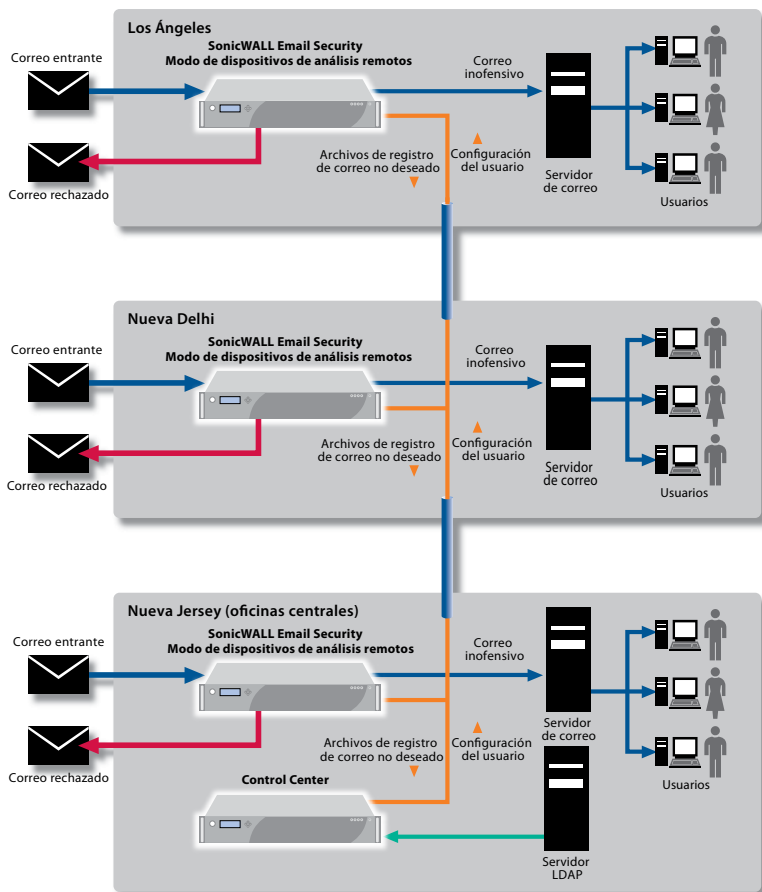 Los Ángeles
SonicWALL Email Security
Modo de dispositivos de análisis remotos
Correo entrante
Correo
inofensivo
Archivos de registro
de correo no deseado
Configuración
del usuario
Servidor
de correo
Usuarios
Correo rechazado
Nueva Delhi
SonicWALL Email Security
Modo de dispositivos de análisis remotos
Correo entrante
Correo
inofensivo
Archivos de registro
de correo no deseado
Configuración
del usuario
Servidor
de correo
Usuarios
Correo rechazado
Nueva Jersey (oficinas centrales)
SonicWALL Email Security
Modo de dispositivos de análisis remotos
Correo entrante
Correo
inofensivo
Archivos de registro
de correo no deseado
Configuración
del usuario
Servidor
de correo
Usuarios
Correo rechazado
Control Center
Servidor
LDAP